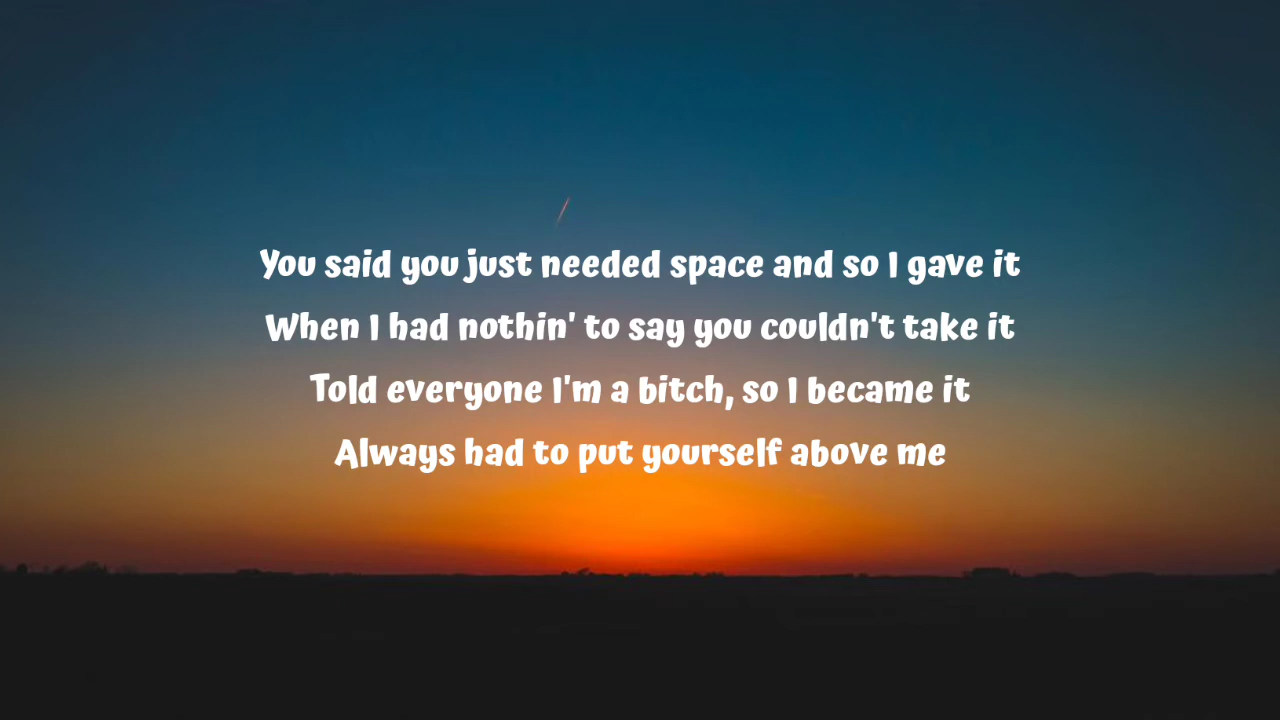 You said you just needed space and so I gave it
When I had nothin' to say you couldn't take it
Told everyone I'm a bitch, so I became it
Always had to put yourself above me